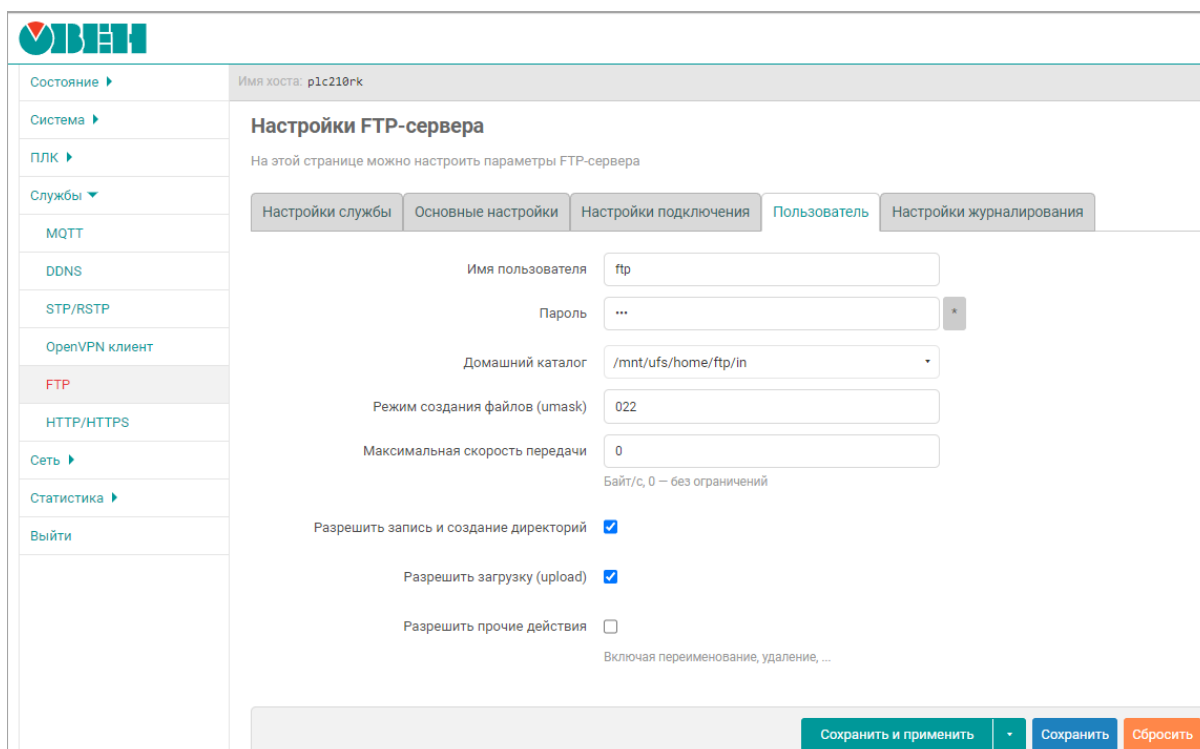 ОВЕН
Имя хоста: plc210rk
Состояние
Система
ПЛК
Службы
MQTT
DDNS
STP/RSTP
OpenVPN клиент
FTP
HTTP/HTTPS
Сеть
Статистика
Выйти
Настройки FTP-сервера
На этой странице можно настроить параметры FTP-сервера
Настройки службы Основные настройки Настройки подключения Пользователь Настройки журналирования
Имя пользователя ftp
Пароль ••• *
Домашний каталог /mnt/ufs/home/ftp/in
Режим создания файлов (umask) 022
Максимальная скорость передачи 0
Байт/с, 0 — без ограничений
Разрешить запись и создание директорий
Разрешить загрузку (upload)
Разрешить прочие действия
Включая переименование, удаление, ...
Сохранить и применить Сохранить Сбросить